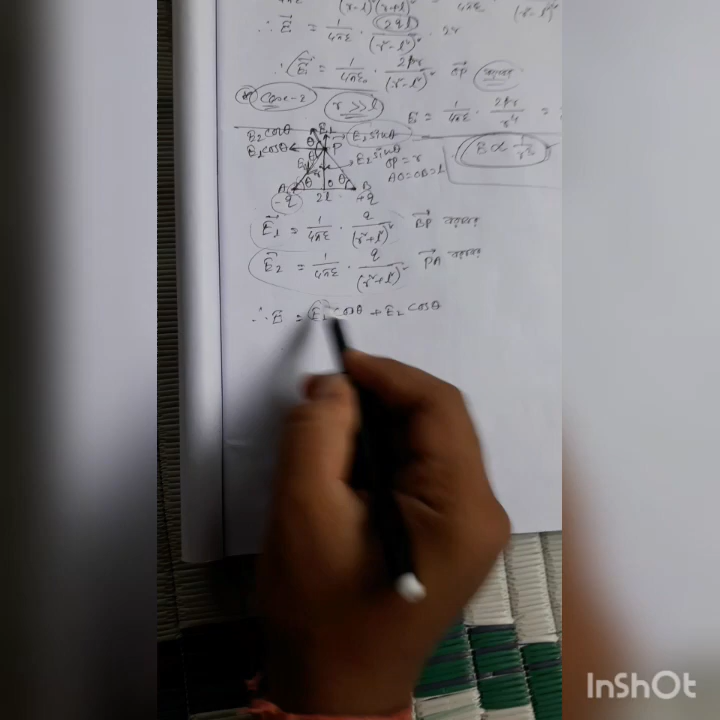 ∴ E⃗ = 1/4πε · 2ql/(r²-l²)² · 2r
∴ E⃗ = 1/4πε₀ · 2pr/(r²-l²)² OP⃗ বরাবর
Case-2 r >> l E = 1/4πε · 2pr/r⁴ =
E ∝ 1/r³
E₂cosθ E₁ E₁sinθ
E₁cosθ θ P E₂sinθ
θ OP = r
A θ O θ B AO=OB=l
-q 2l +q
E⃗₁ = 1/4πε · q/(r²+l²) BP⃗ বরাবর
E⃗₂ = 1/4πε · q/(r²+l²) PA⃗ বরাবর
∴ E = E₁cosθ + E₂cosθ
InShOt